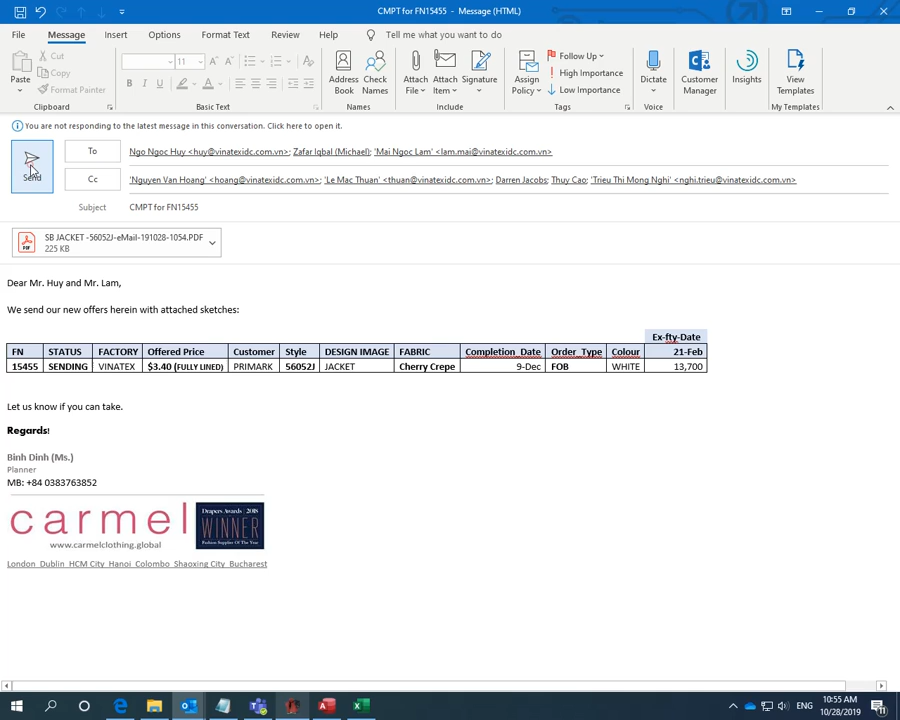 CMPT for FN15455 - Message (HTML)
File Message Insert Options Format Text Review Help Tell me what you want to do
Paste
Cut
Copy
Format Painter
Clipboard
11
B I U
Basic Text
Address Book
Check Names
Names
Attach File
Attach Item
Signature
Include
Assign Policy
Follow Up
High Importance
Low Importance
Tags
Dictate
Voice
Customer Manager
Insights
View Templates
My Templates
You are not responding to the latest message in this conversation. Click here to open it.
Send
To Ngo Ngoc Huy <huy@vinatexidc.com.vn>; Zafar Iqbal (Michael); 'Mai Ngoc Lam' <lam.mai@vinatexidc.com.vn>
Cc 'Nguyen Van Hoang' <hoang@vinatexidc.com.vn>; 'Le Mac Thuan' <thuan@vinatexidc.com.vn>; Darren Jacobs; Thuy Cao; 'Trieu Thi Mong Nghi' <nghi.trieu@vinatexidc.com.vn>
Subject CMPT for FN15455
SB JACKET -56052J-eMail-191028-1054.PDF
225 KB
PDF
Dear Mr. Huy and Mr. Lam,
We send our new offers herein with attached sketches:
Ex-fty-Date
FN STATUS FACTORY Offered Price Customer Style DESIGN IMAGE FABRIC Completion_Date Order_Type Colour 21-Feb
15455 SENDING VINATEX $3.40 (FULLY LINED) PRIMARK 56052J JACKET Cherry Crepe 9-Dec FOB WHITE 13,700
Let us know if you can take.
Regards!
Binh Dinh (Ms.)
Planner
MB: +84 0383763852
carmel
www.carmelclothing.global
Drapers Awards 2018
WINNER
Fashion Supplier Of The Year
London Dublin HCM City Hanoi Colombo Shaoxing City Bucharest
ENG
10:55 AM
10/28/2019
11